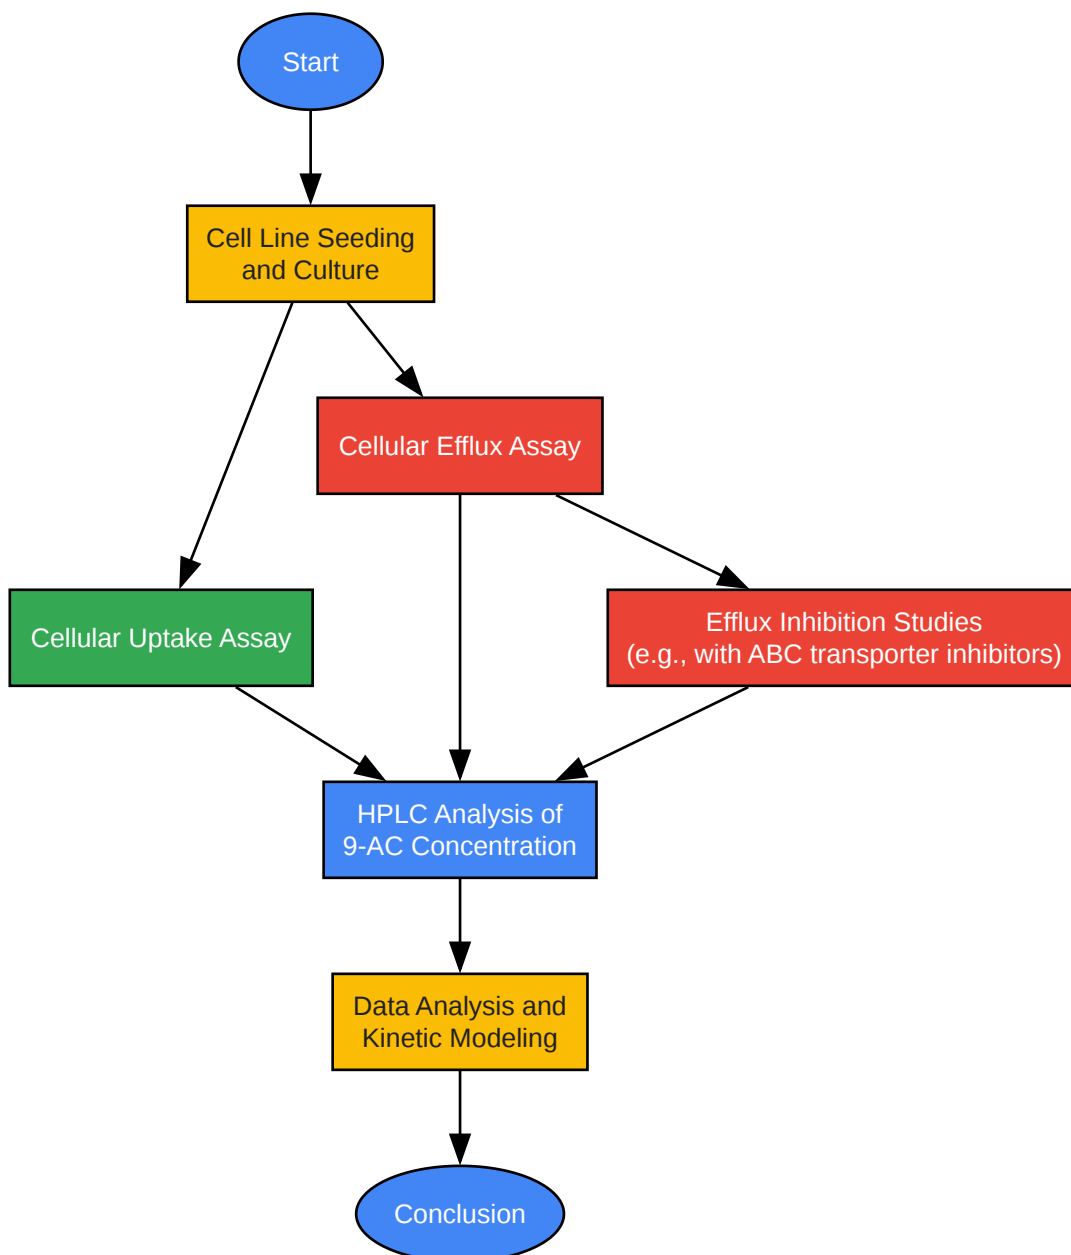 Start
Cell Line Seeding
and Culture
Cellular Efflux Assay
Cellular Uptake Assay
Efflux Inhibition Studies
(e.g., with ABC transporter inhibitors)
HPLC Analysis of
9-AC Concentration
Data Analysis and
Kinetic Modeling
Conclusion